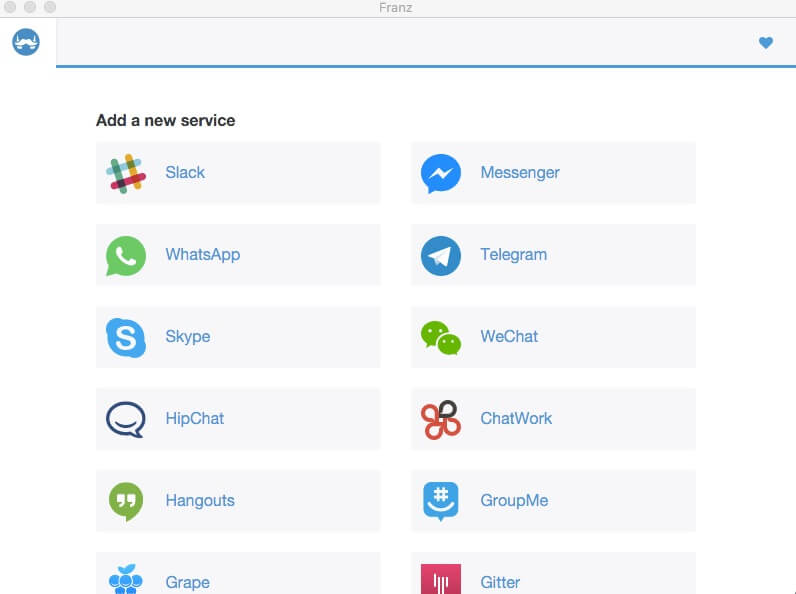 Franz
Add a new service
Slack
Messenger
WhatsApp
Telegram
Skype
WeChat
HipChat
ChatWork
Hangouts
GroupMe
Grape
Gitter